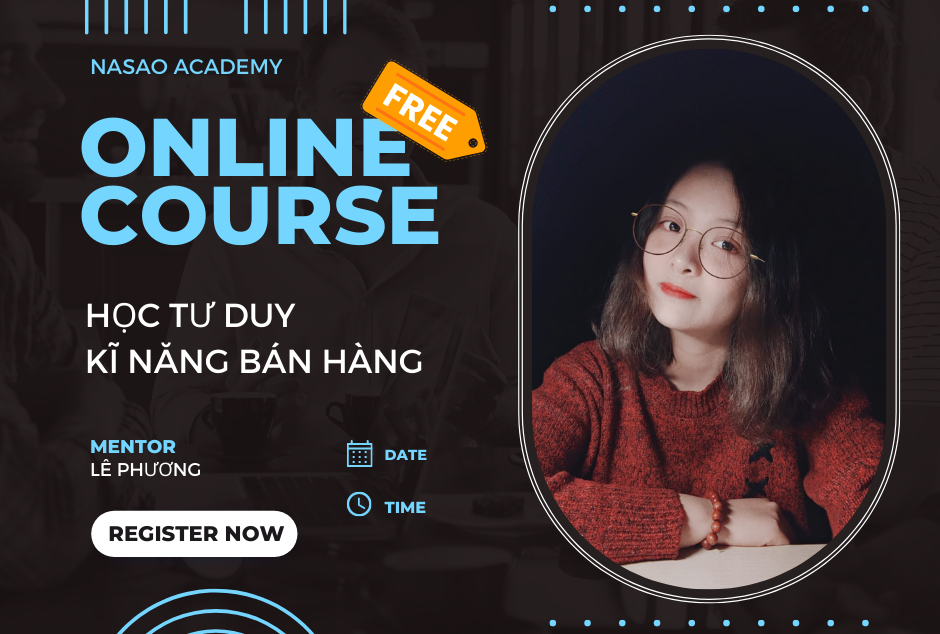 NASAO ACADEMY
FREE
ONLINE
COURSE
HỌC TƯ DUY
KĨ NĂNG BÁN HÀNG
MENTOR
LÊ PHƯƠNG
DATE
TIME
REGISTER NOW